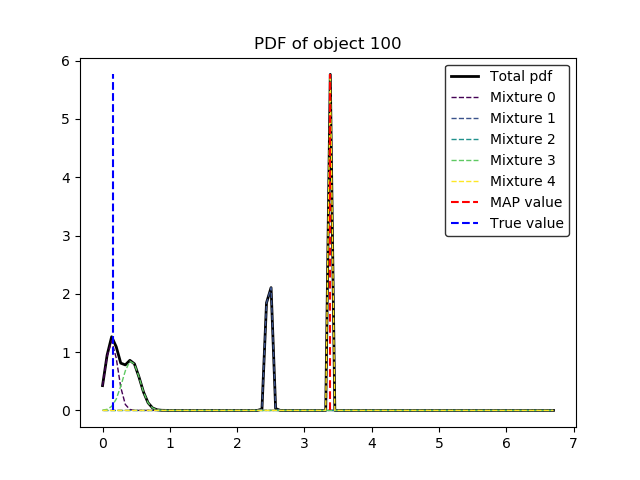 PDF of object 100
6
5
4
3
2
1
0
0 1 2 3 4 5 6 7
Total pdf
Mixture 0
Mixture 1
Mixture 2
Mixture 3
Mixture 4
MAP value
True value